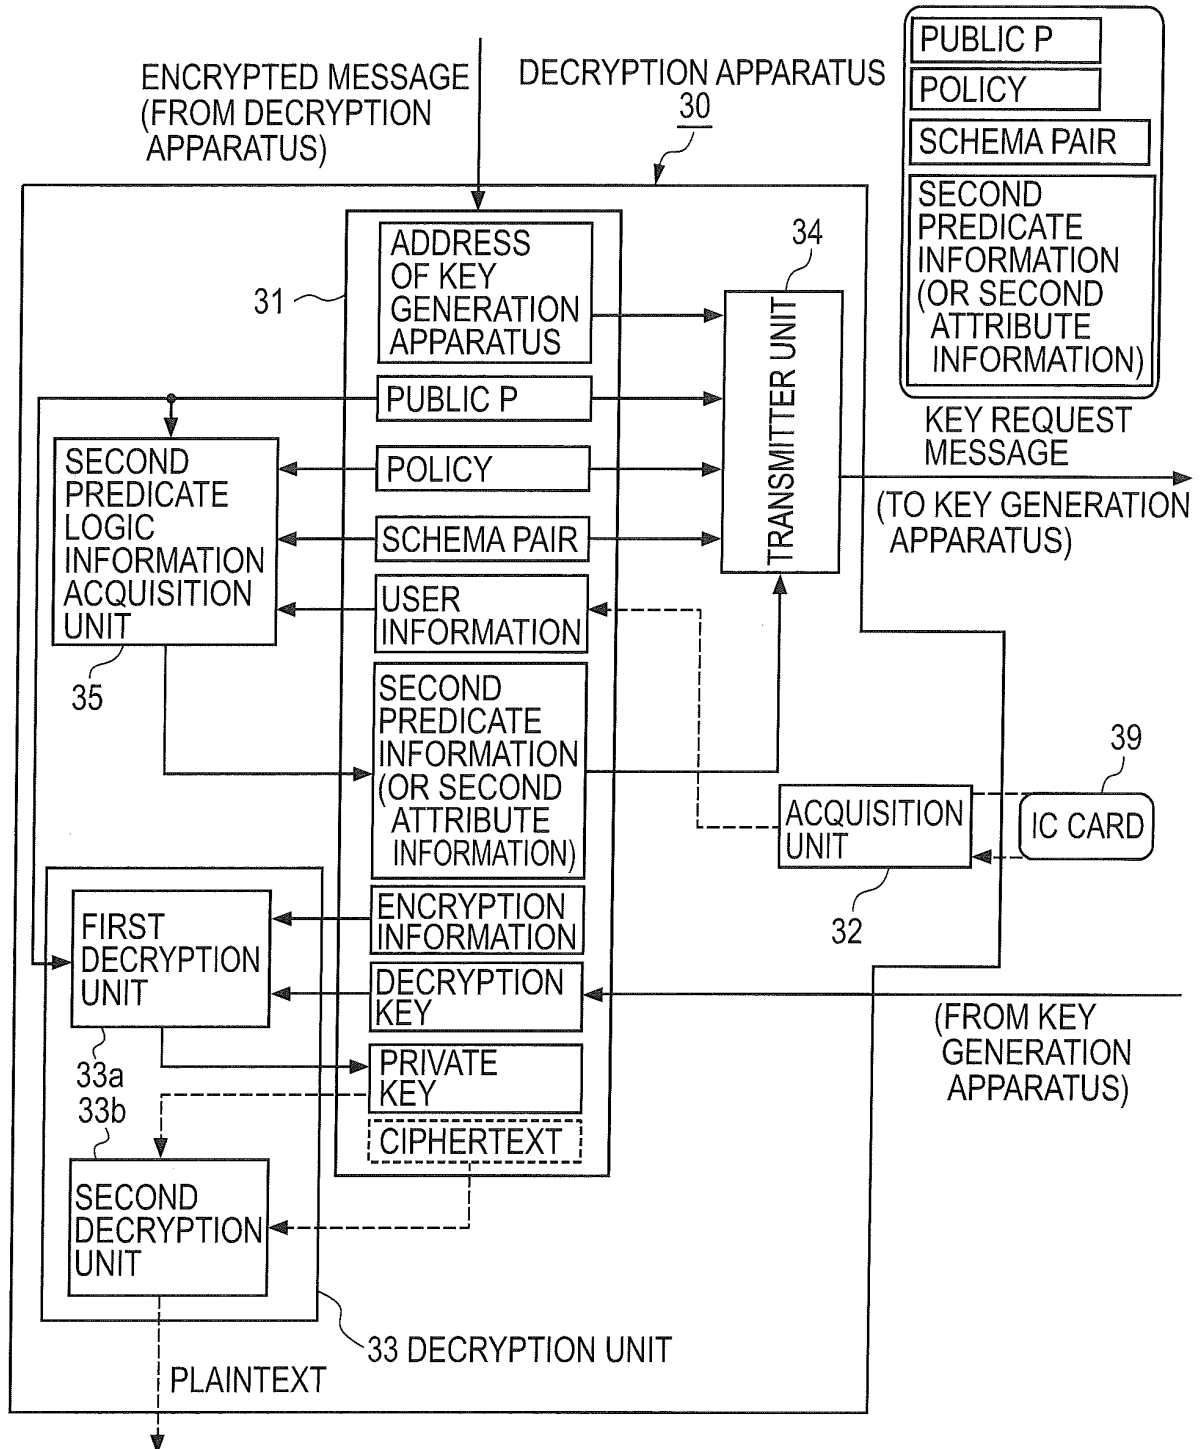 ENCRYPTED MESSAGE
(FROM DECRYPTION
APPARATUS)
DECRYPTION APPARATUS
30
PUBLIC P
POLICY
SCHEMA PAIR
SECOND
PREDICATE
INFORMATION
(OR SECOND
ATTRIBUTE
INFORMATION)
KEY REQUEST
MESSAGE
(TO KEY GENERATION
APPARATUS)
31
ADDRESS
OF KEY
GENERATION
APPARATUS
PUBLIC P
POLICY
SCHEMA PAIR
USER
INFORMATION
SECOND
PREDICATE
INFORMATION
(OR SECOND
ATTRIBUTE
INFORMATION)
ENCRYPTION
INFORMATION
DECRYPTION
KEY
PRIVATE
KEY
CIPHERTEXT
34
TRANSMITTER UNIT
SECOND
PREDICATE
LOGIC
INFORMATION
ACQUISITION
UNIT
35
39
IC CARD
ACQUISITION
UNIT
32
(FROM KEY
GENERATION
APPARATUS)
FIRST
DECRYPTION
UNIT
33a
33b
SECOND
DECRYPTION
UNIT
33 DECRYPTION UNIT
PLAINTEXT